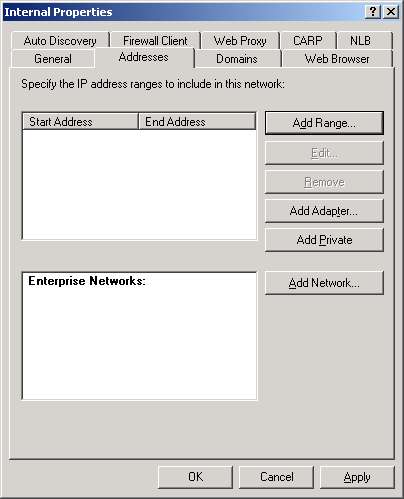 Internal Properties
Auto Discovery Firewall Client Web Proxy CARP NLB
General Addresses Domains Web Browser
Specify the IP address ranges to include in this network:
Start Address End Address
Add Range...
Edit...
Remove
Add Adapter...
Add Private
Enterprise Networks:
Add Network...
OK Cancel Apply